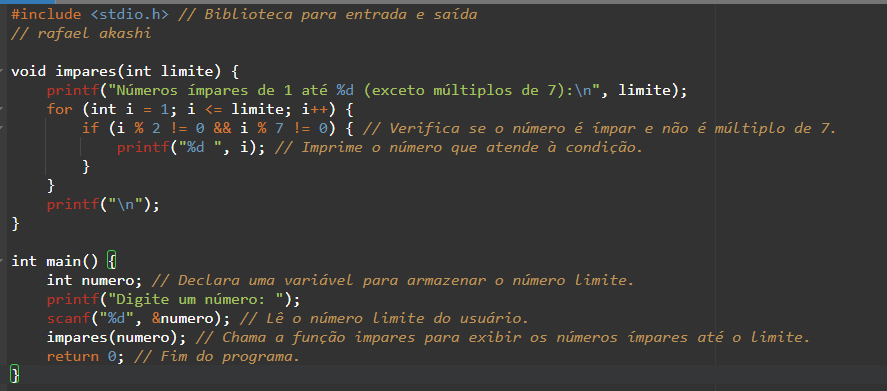 #include <stdio.h> // Biblioteca para entrada e saída
// rafael akashi

void impares(int limite) {
    printf("Números ímpares de 1 até %d (exceto múltiplos de 7):\n", limite);
    for (int i = 1; i <= limite; i++) {
        if (i % 2 != 0 && i % 7 != 0) { // Verifica se o número é ímpar e não é múltiplo de 7.
            printf("%d ", i); // Imprime o número que atende à condição.
        }
    }
    printf("\n");
}

int main() {
    int numero; // Declara uma variável para armazenar o número limite.
    printf("Digite um número: ");
    scanf("%d", &numero); // Lê o número limite do usuário.
    impares(numero); // Chama a função impares para exibir os números ímpares até o limite.
    return 0; // Fim do programa.
}